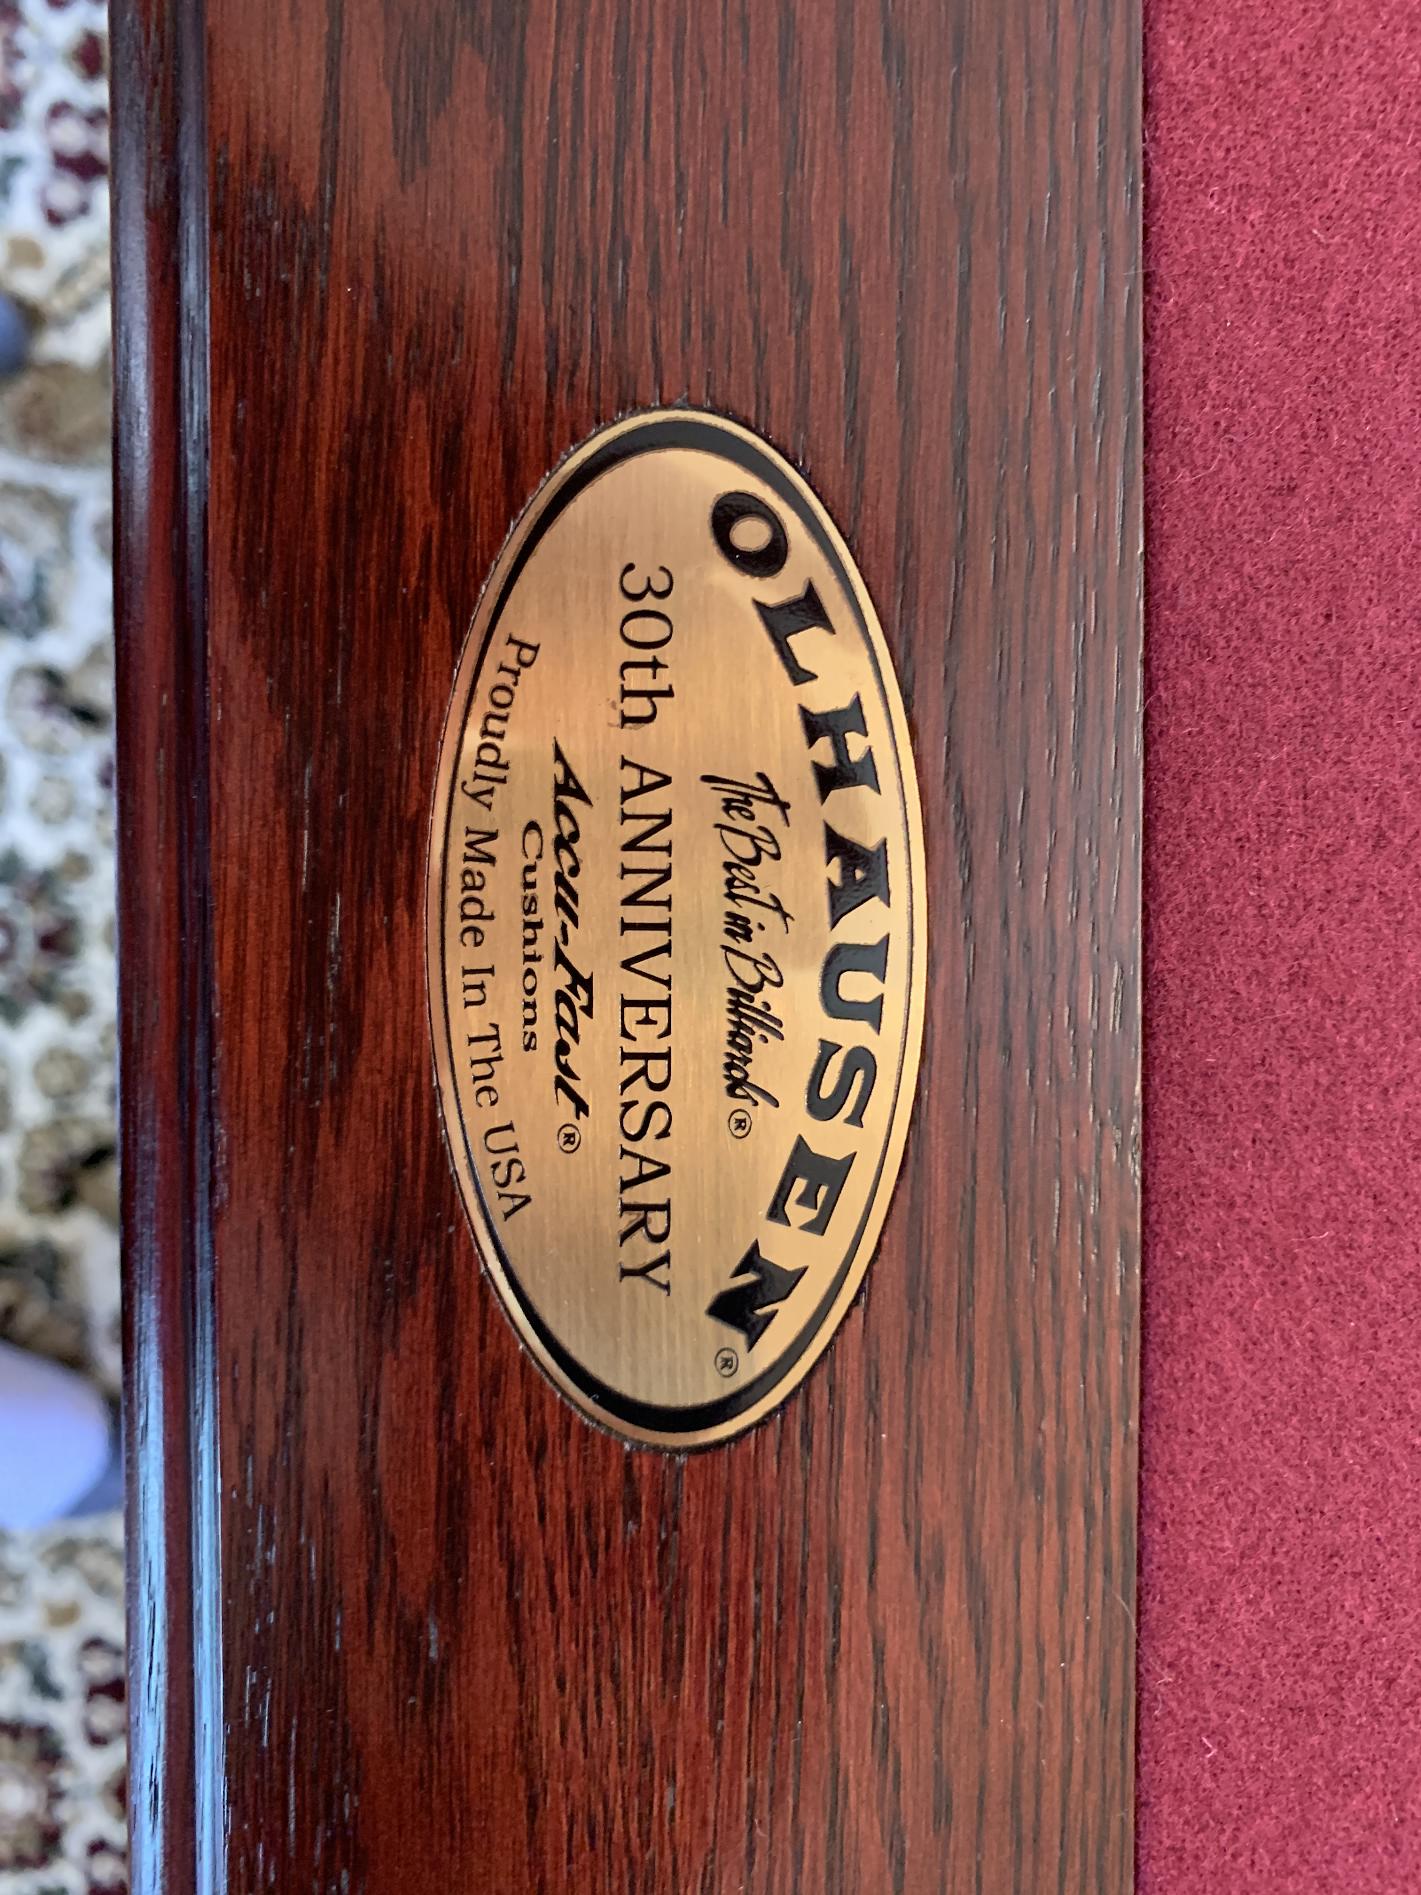 OLHAUSEN®
The Best in Billiards®
30th ANNIVERSARY
Accu-Fast®
Cushions
Proudly Made In The USA